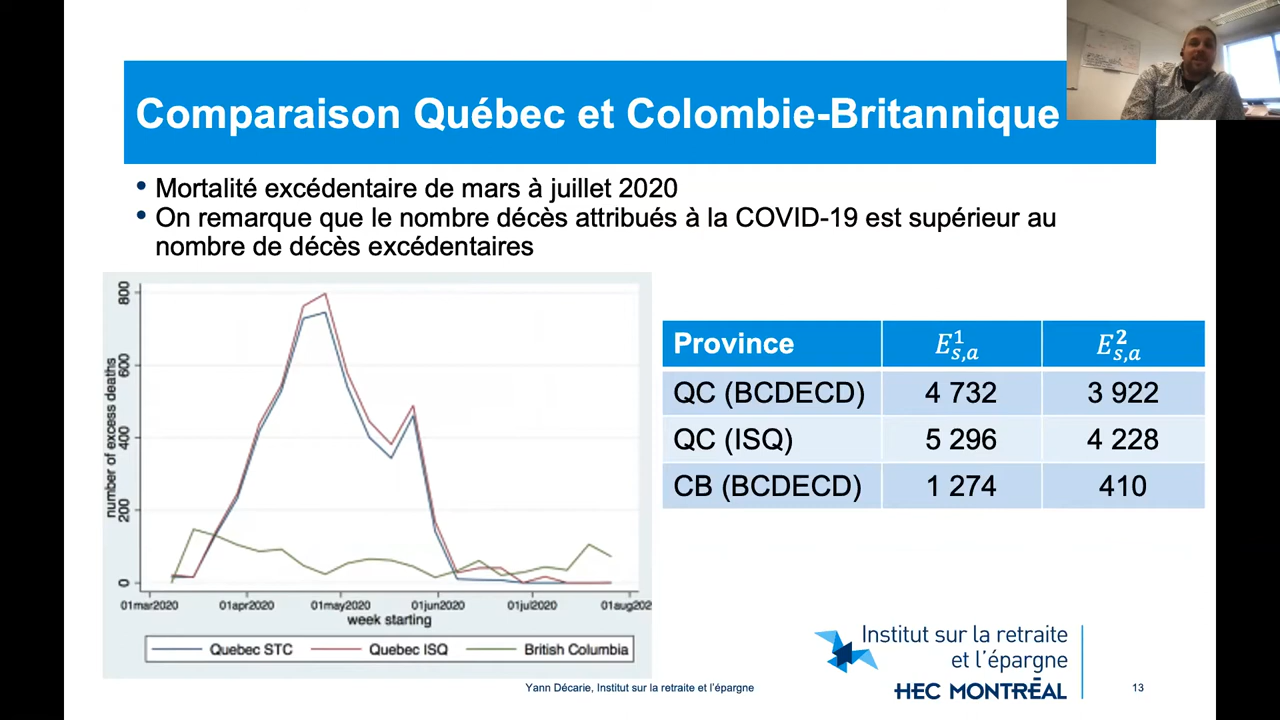 Comparaison Québec et Colombie-Britannique
• Mortalité excédentaire de mars à juillet 2020
• On remarque que le nombre décès attribués à la COVID-19 est supérieur au
nombre de décès excédentaires
number of excess deaths
800
600
400
200
0
01mar2020 01apr2020 01may2020 01jun2020 01jul2020 01aug202
week starting
Quebec STC Quebec ISQ British Columbia
Province E¹s,a E²s,a
QC (BCDECD) 4 732 3 922
QC (ISQ) 5 296 4 228
CB (BCDECD) 1 274 410
Institut sur la retraite
et l'épargne
HEC MONTRÉAL
Yann Décarie, Institut sur la retraite et l'épargne
13